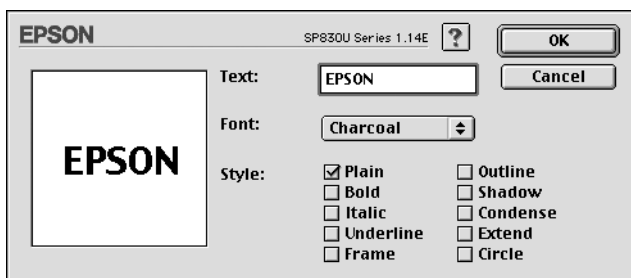 EPSON
SP830U Series 1.14E
?
OK
Text:
EPSON
Cancel
Font:
Charcoal
EPSON
Style:
Plain
Outline
Bold
Shadow
Italic
Condense
Underline
Extend
Frame
Circle